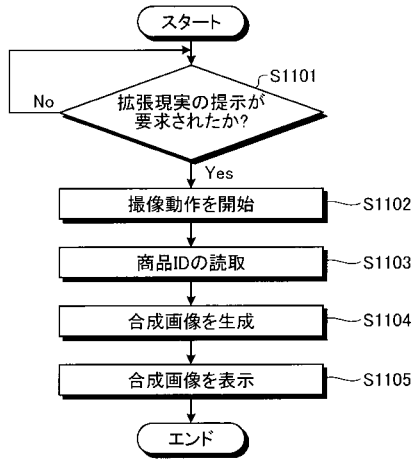 スタート
S1101
拡張現実の提示が
要求されたか?
No
Yes
撮像動作を開始
S1102
商品IDの読取
S1103
合成画像を生成
S1104
合成画像を表示
S1105
エンド